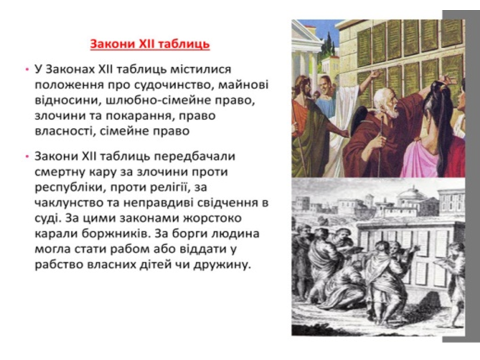 Закони XII таблиць
• У Законах XII таблиць містилися
положення про судочинство, майнові
відносини, шлюбно-сімейне право,
злочини та покарання, право
власності, сімейне право
• Закони XII таблиць передбачали
смертну кару за злочини проти
республіки, проти релігії, за
чаклунство та неправдиві свідчення в
суді. За цими законами жорстоко
карали боржників. За борги людина
могла стати рабом або віддати у
рабство власних дітей чи дружину.